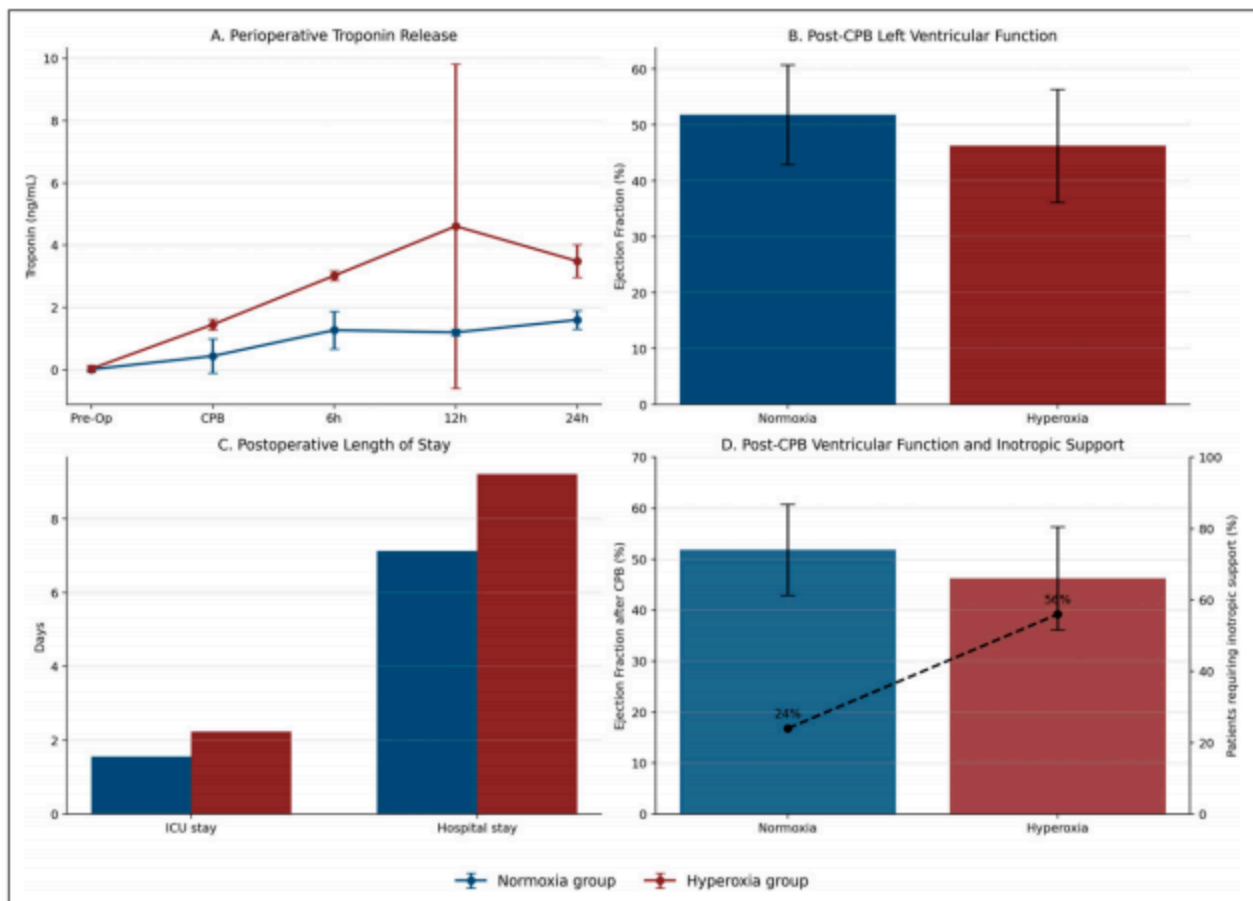 A. Perioperative Troponin Release
10
8
6
4
2
0
Troponin (ng/mL)
Pre-Op CPB 6h 12h 24h
B. Post-CPB Left Ventricular Function
60
50
40
30
20
10
0
Ejection Fraction (%)
Normoxia Hyperoxia
C. Postoperative Length of Stay
8
6
4
2
0
Days
ICU stay Hospital stay
D. Post-CPB Ventricular Function and Inotropic Support
70
60
50
40
30
20
10
0
Ejection Fraction after CPB (%)
24%
56%
100
80
60
40
20
0
Patients requiring inotropic support (%)
Normoxia Hyperoxia
Normoxia group Hyperoxia group